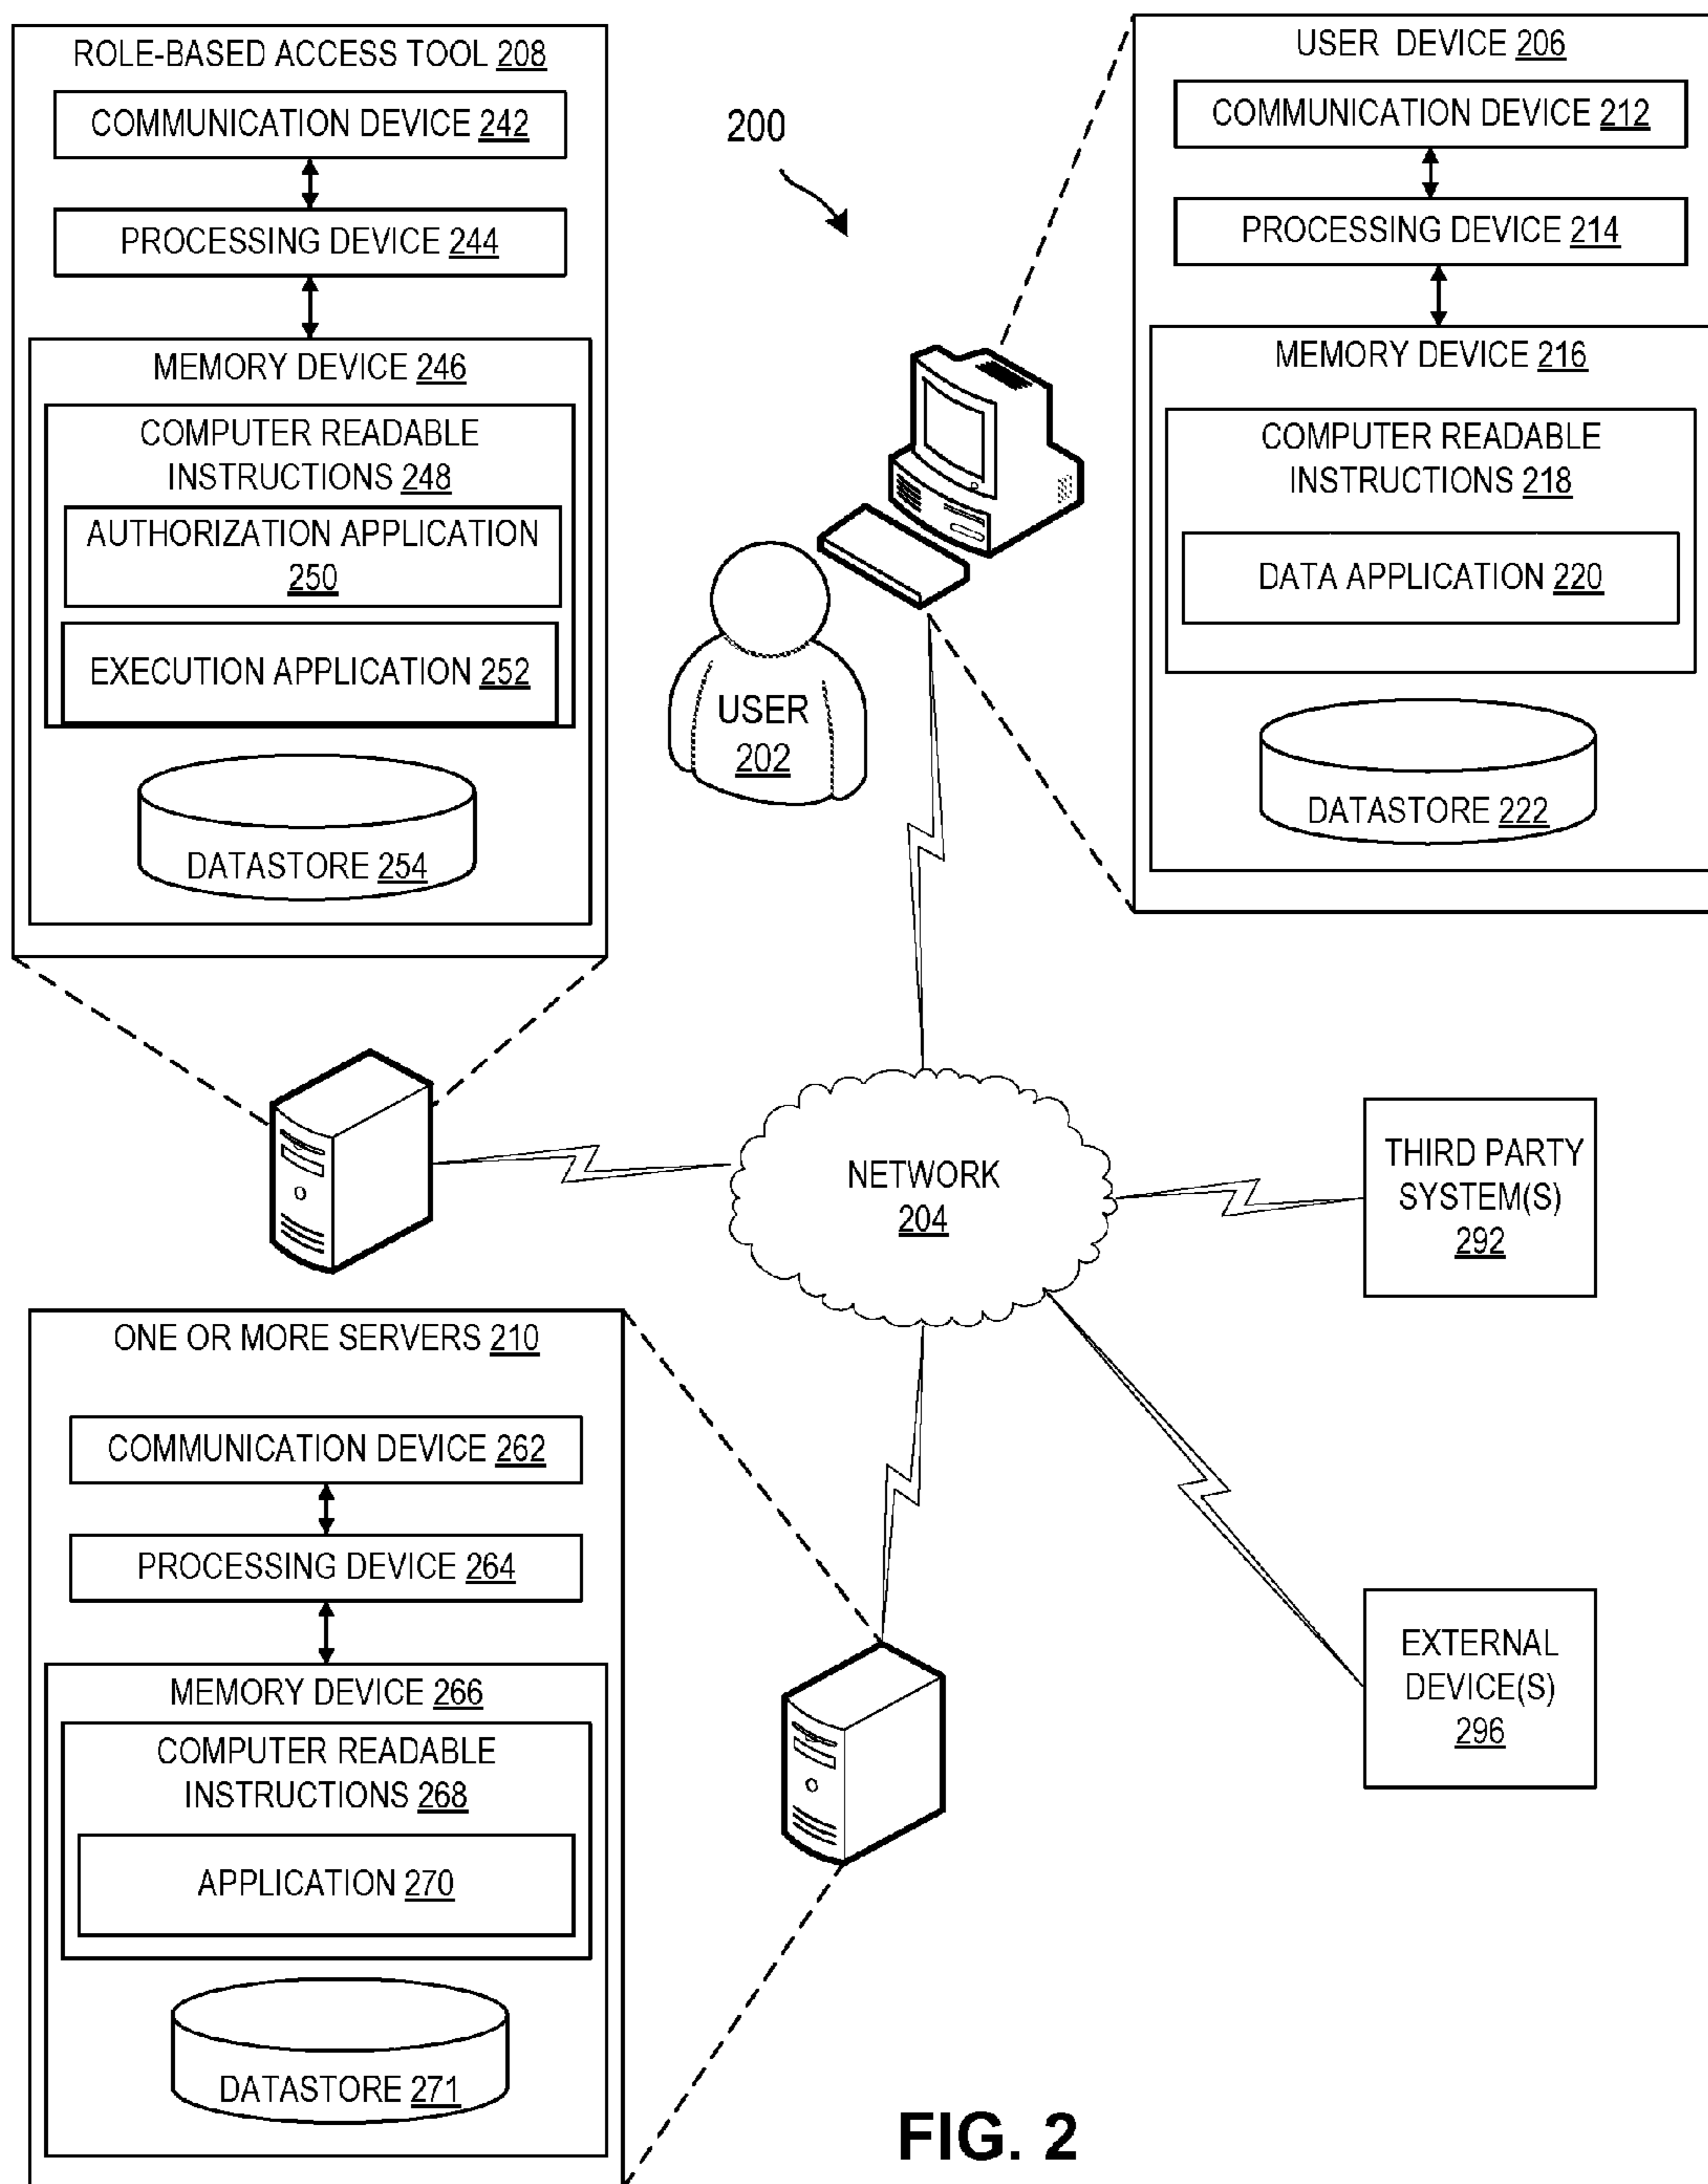 ROLE-BASED ACCESS TOOL 208
COMMUNICATION DEVICE 242
PROCESSING DEVICE 244
MEMORY DEVICE 246
COMPUTER READABLE
INSTRUCTIONS 248
AUTHORIZATION APPLICATION
250
EXECUTION APPLICATION 252
DATASTORE 254
200
USER
202
USER DEVICE 206
COMMUNICATION DEVICE 212
PROCESSING DEVICE 214
MEMORY DEVICE 216
COMPUTER READABLE
INSTRUCTIONS 218
DATA APPLICATION 220
DATASTORE 222
NETWORK
204
THIRD PARTY
SYSTEM(S)
292
ONE OR MORE SERVERS 210
COMMUNICATION DEVICE 262
PROCESSING DEVICE 264
MEMORY DEVICE 266
COMPUTER READABLE
INSTRUCTIONS 268
APPLICATION 270
DATASTORE 271
EXTERNAL
DEVICE(S)
296
FIG. 2